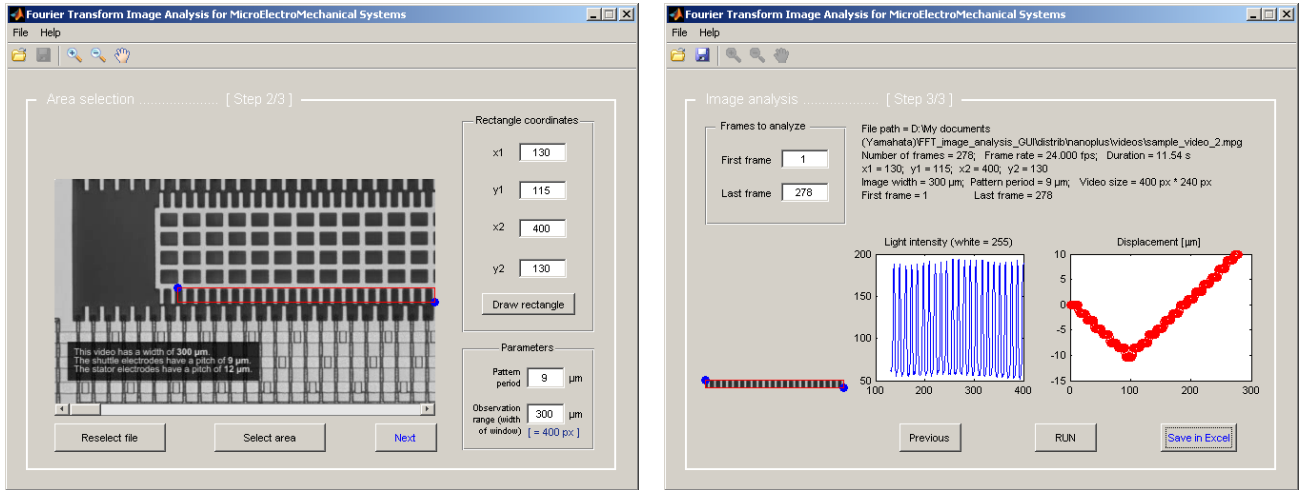 Fourier Transform Image Analysis for MicroElectroMechanical Systems
File Help
Area selection .................... [ Step 2/3 ]
Rectangle coordinates
x1 130
y1 115
x2 400
y2 130
Draw rectangle
This video has a width of 300 µm.
The shuttle electrodes have a pitch of 9 µm.
The stator electrodes have a pitch of 12 µm.
Parameters
Pattern
period 9 µm
Observation
range (width 300 µm
of window) [ = 400 px ]
Reselect file
Select area
Next
Fourier Transform Image Analysis for MicroElectroMechanical Systems
File Help
Image analysis ................... [ Step 3/3 ]
Frames to analyze
First frame 1
Last frame 278
File path = D:\My documents
(Yamahata)\FFT_image_analysis_GUI\distrib\nanoplus\videos\sample_video_2.mpg
Number of frames = 278; Frame rate = 24.000 fps; Duration = 11.54 s
x1 = 130; y1 = 115; x2 = 400; y2 = 130
Image width = 300 µm; Pattern period = 9 µm; Video size = 400 px * 240 px
First frame = 1 Last frame = 278
Light intensity (white = 255)
200
150
100
50
100 200 300 400
Displacement [µm]
10
5
0
-5
-10
-15
0 100 200 300
Previous
RUN
Save in Excel